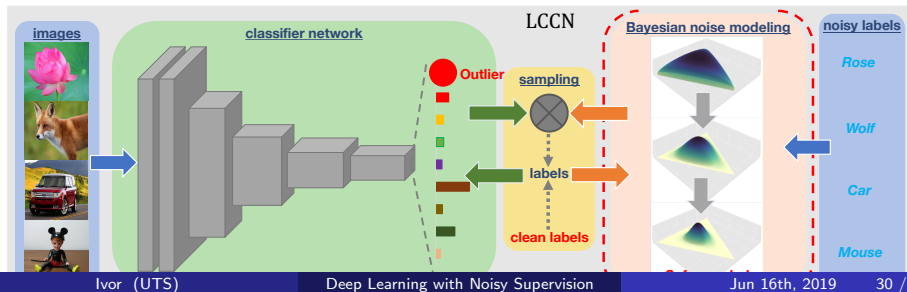 LCCN
images
classifier network
Outlier
sampling
labels
clean labels
Bayesian noise modeling
noisy labels
Rose
Wolf
Car
Mouse
Ivor (UTS)
Deep Learning with Noisy Supervision
Jun 16th, 2019
30 /